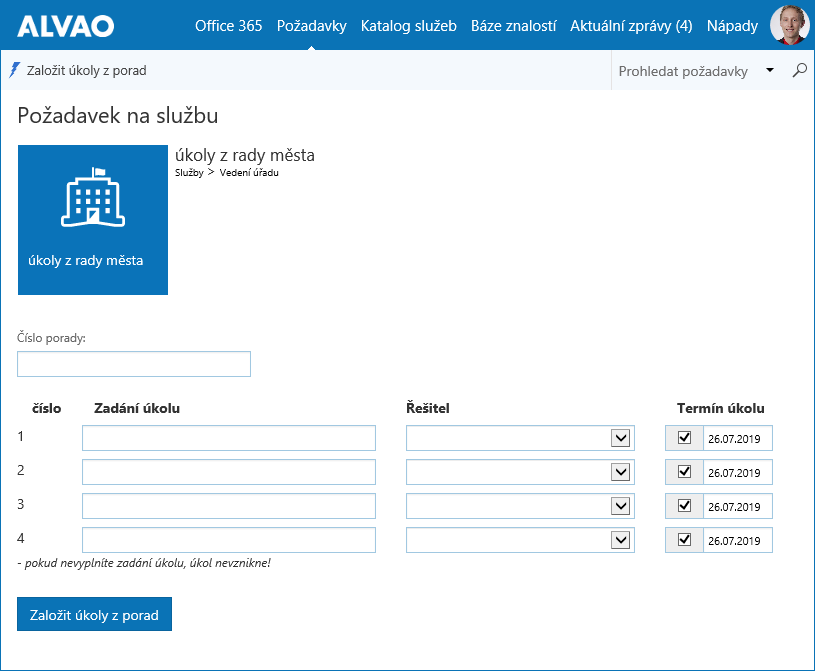 ALVAO Office 365 Požadavky Katalog služeb Báze znalostí Aktuální zprávy (4) Nápady
Založit úkoly z porad Prohledat požadavky
Požadavek na službu
úkoly z rady města
Služby > Vedení úřadu
úkoly z rady města
Číslo porady:
číslo Zadání úkolu Řešitel Termín úkolu
1 26.07.2019
2 26.07.2019
3 26.07.2019
4 26.07.2019
- pokud nevyplníte zadání úkolu, úkol nevznikne!
Založit úkoly z porad